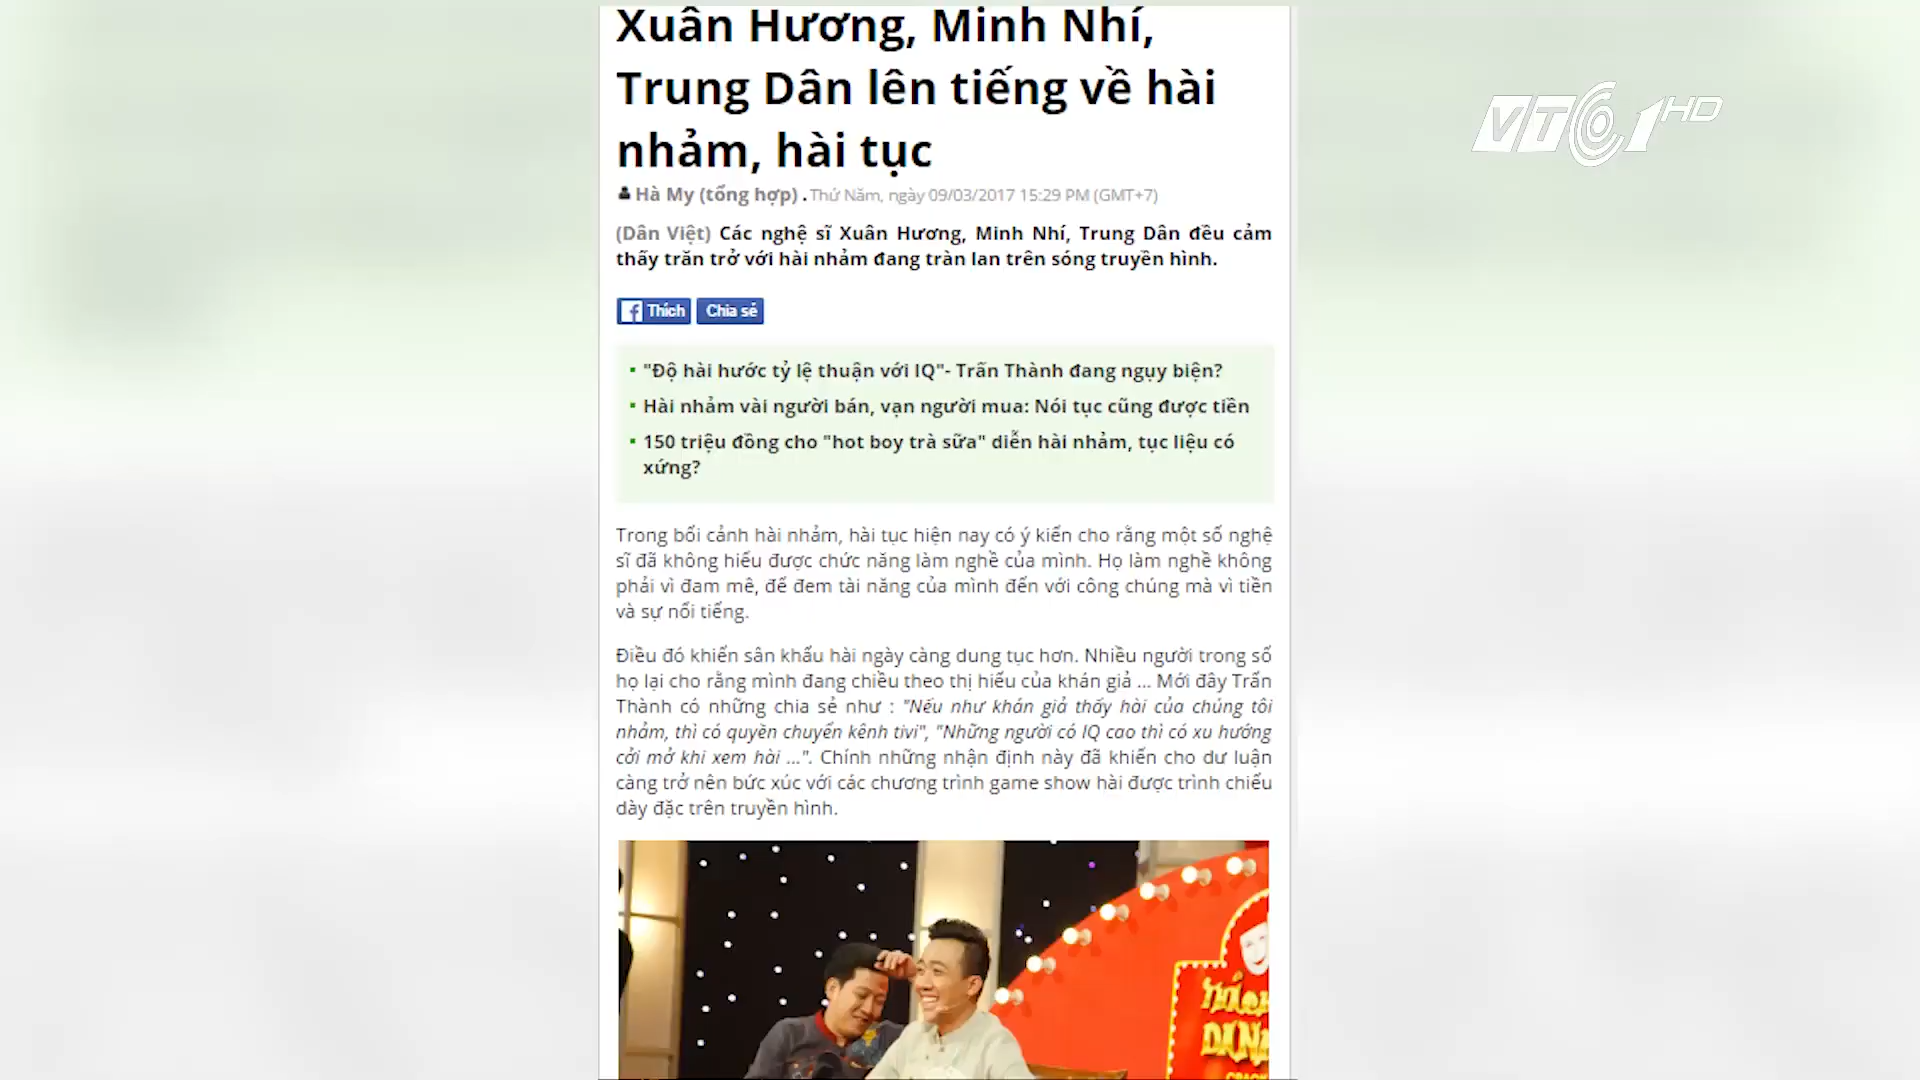 Xuân Hương, Minh Nhí,
Trung Dân lên tiếng về hài
nhảm, hài tục
VTC1 HD
Hà My (tổng hợp) . Thứ Năm, ngày 09/03/2017 15:29 PM (GMT+7)
(Dân Việt) Các nghệ sĩ Xuân Hương, Minh Nhí, Trung Dân đều cảm
thấy trăn trở với hài nhảm đang tràn lan trên sóng truyền hình.
Thích Chia sẻ
"Độ hài hước tỷ lệ thuận với IQ"- Trấn Thành đang ngụy biện?
Hài nhảm vài người bán, vạn người mua: Nói tục cũng được tiền
150 triệu đồng cho "hot boy trà sữa" diễn hài nhảm, tục liệu có
xứng?
Trong bối cảnh hài nhảm, hài tục hiện nay có ý kiến cho rằng một số nghệ
sĩ đã không hiểu được chức năng làm nghề của mình. Họ làm nghề không
phải vì đam mê, để đem tài năng của mình đến với công chúng mà vì tiền
và sự nổi tiếng.
Điều đó khiến sân khấu hài ngày càng dung tục hơn. Nhiều người trong số
họ lại cho rằng mình đang chiều theo thị hiếu của khán giả ... Mới đây Trấn
Thành có những chia sẻ như : "Nếu như khán giả thấy hài của chúng tôi
nhảm, thì có quyền chuyển kênh tivi", "Những người có IQ cao thì có xu hướng
cởi mở khi xem hài ...". Chính những nhận định này đã khiến cho dư luận
càng trở nên bức xúc với các chương trình game show hài được trình chiếu
dày đặc trên truyền hình.